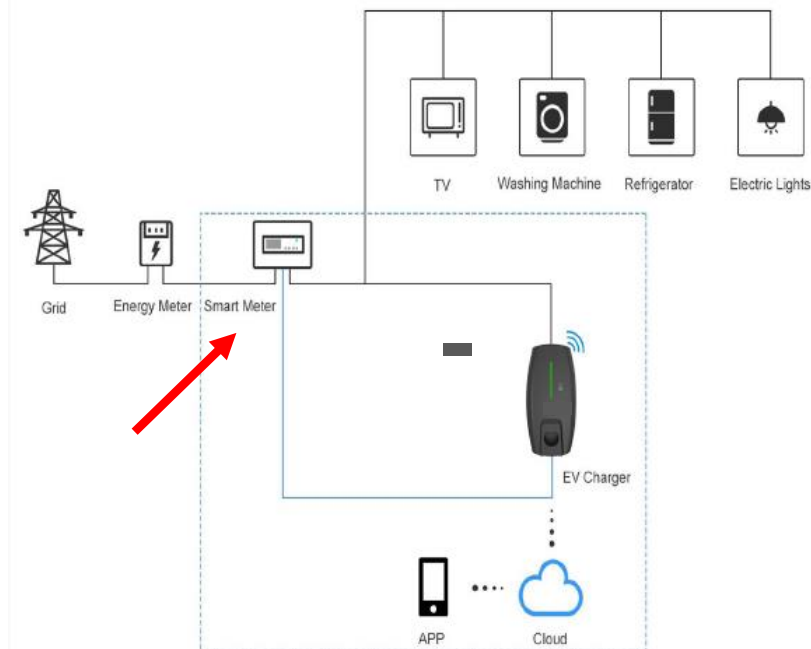 TV
Washing Machine
Refrigerator
Electric Lights
Grid
Energy Meter
Smart Meter
EV Charger
APP
Cloud